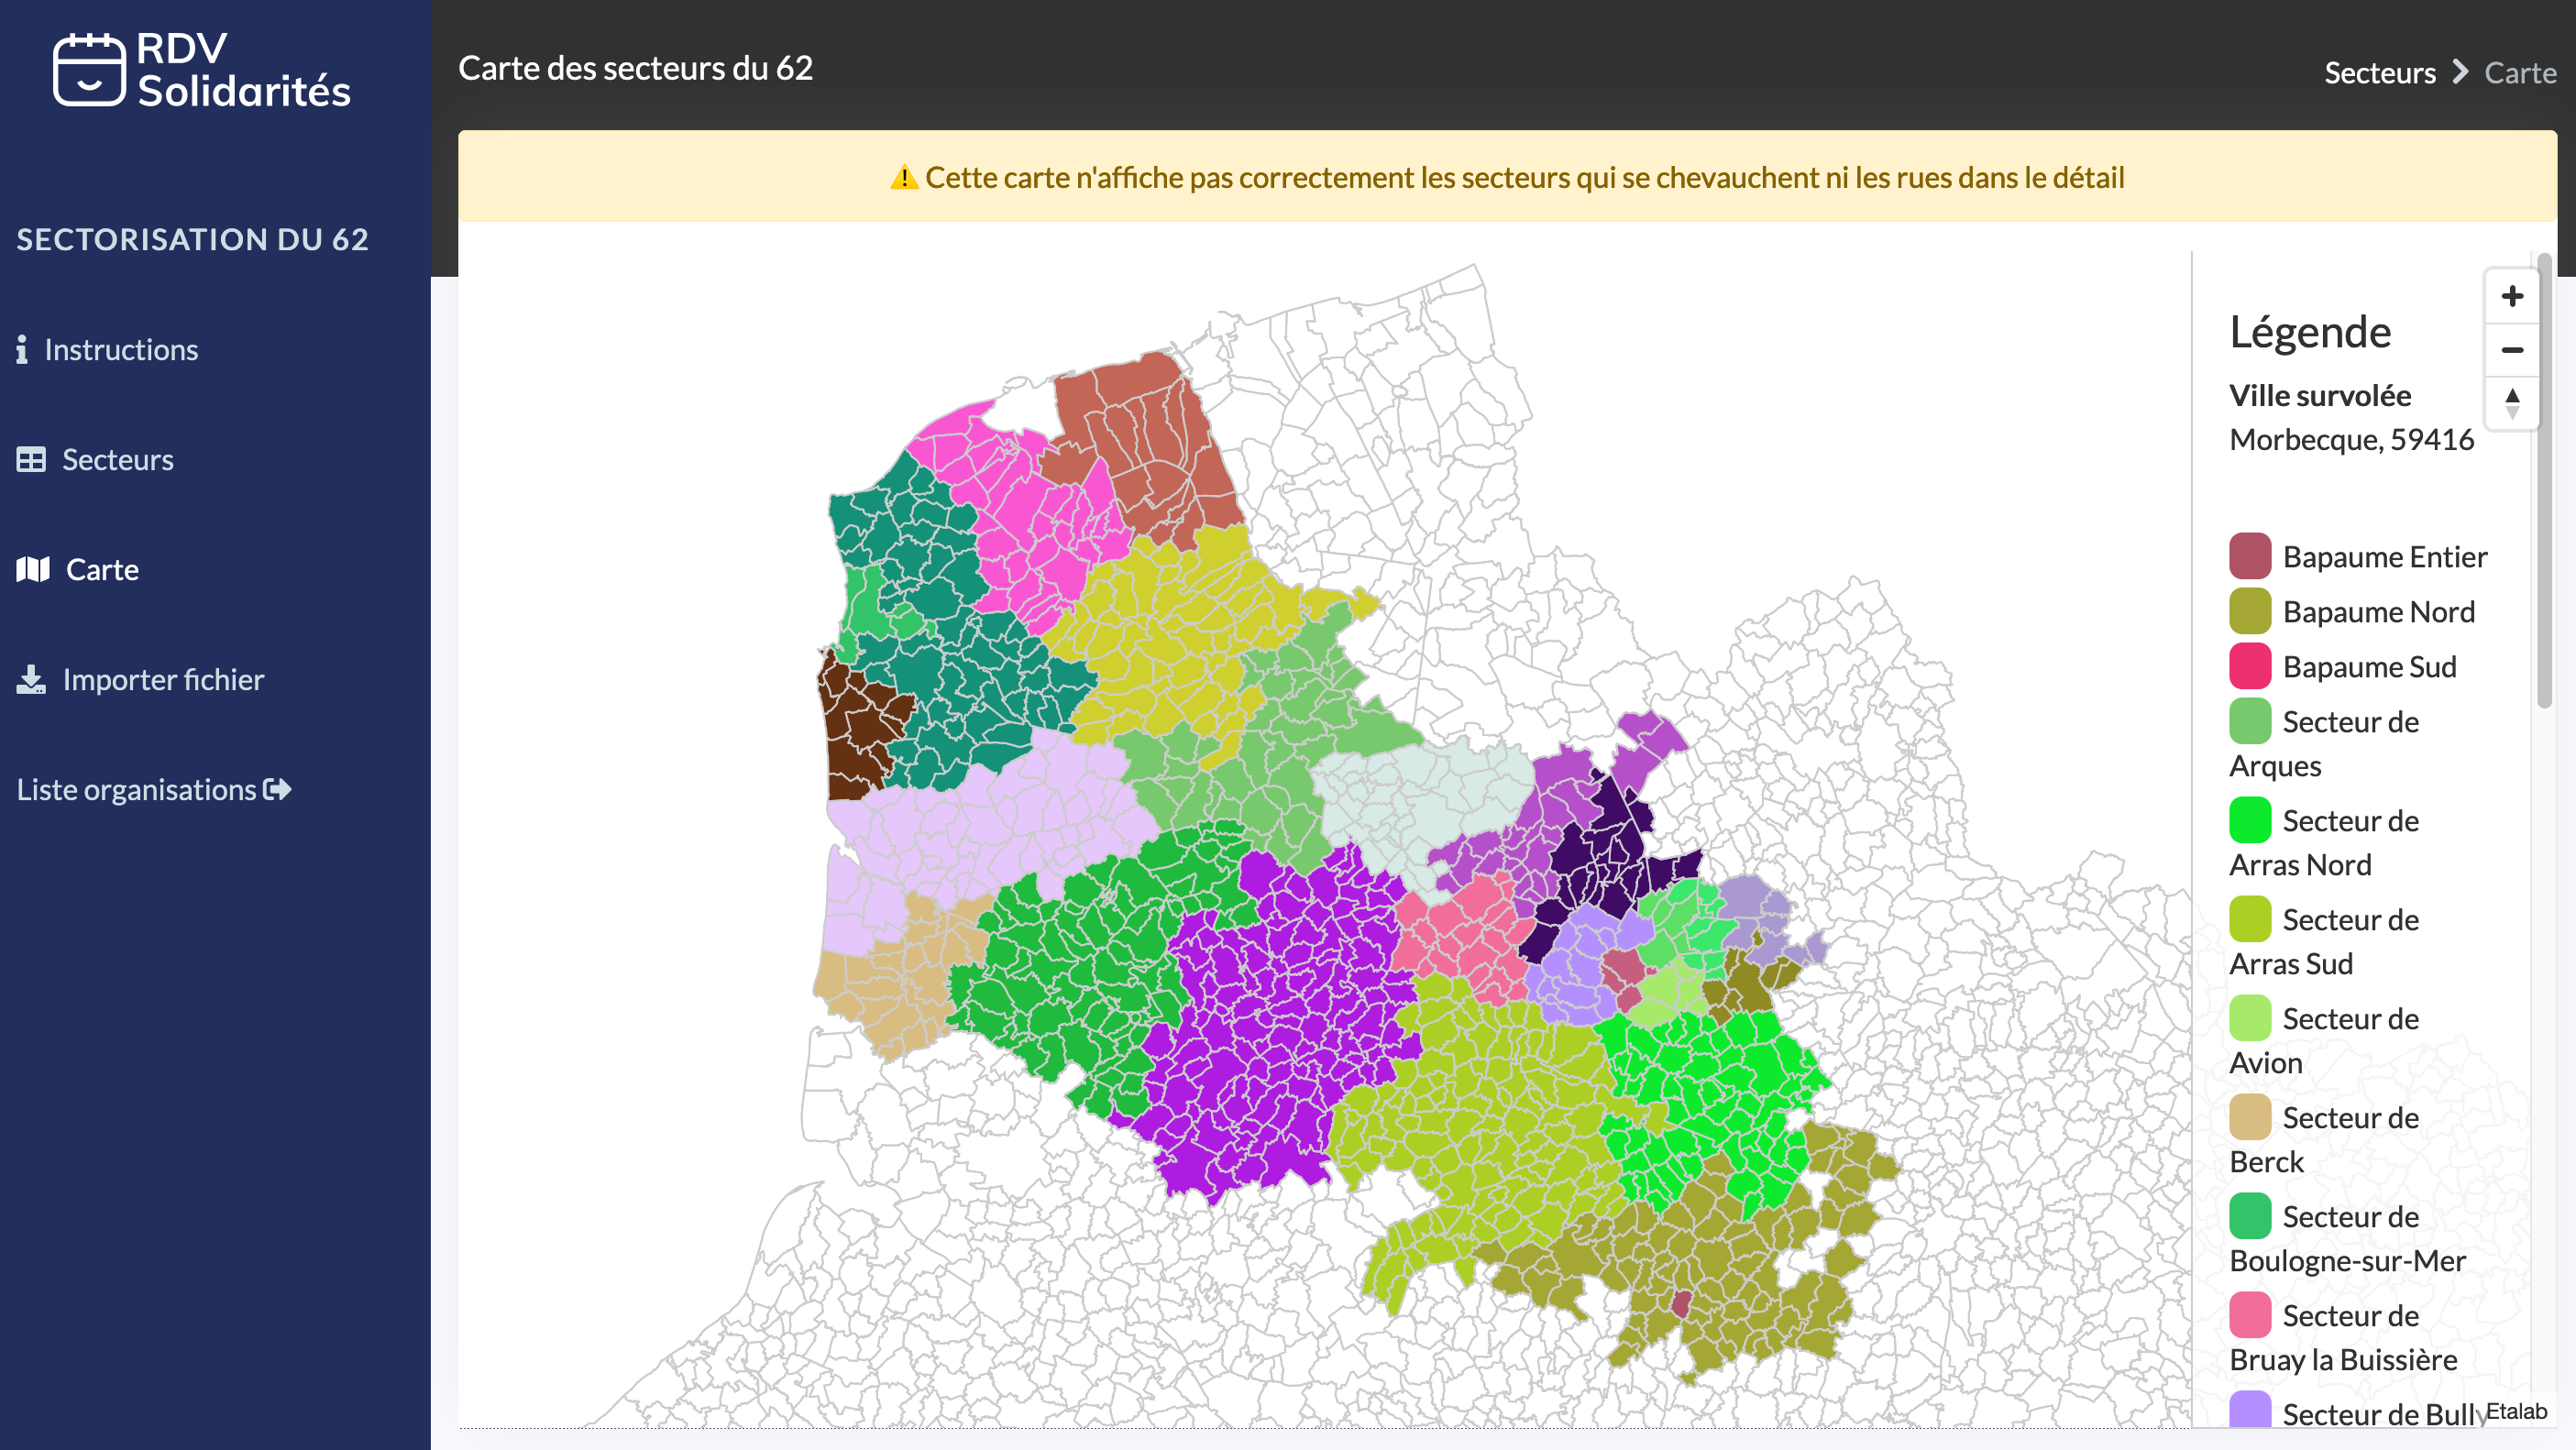 RDV
Solidarités
SECTORISATION DU 62
Instructions
Secteurs
Carte
Importer fichier
Liste organisations
Carte des secteurs du 62
Secteurs
Carte
Cette carte n'affiche pas correctement les secteurs qui se chevauchent ni les rues dans le détail
Légende
Ville survolée
Morbecque, 59416
Bapaume Entier
Bapaume Nord
Bapaume Sud
Secteur de
Arques
Secteur de
Arras Nord
Secteur de
Arras Sud
Secteur de
Avion
Secteur de
Berck
Secteur de
Boulogne-sur-Mer
Secteur de
Bruay la Buissière
Secteur de Bully
Etalab